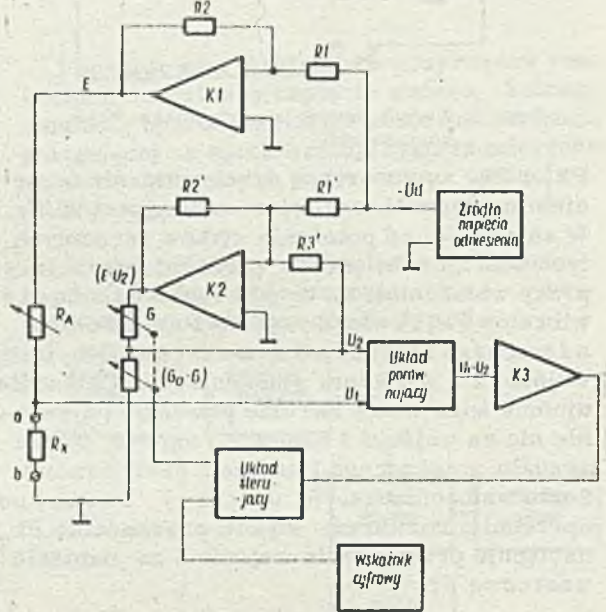 R2
R1
E
K1
R2'
R1'
-Ud
Źródło
napięcia
odniesienia
R3'
(E-U2)
K2
RA
G
U2
(G0-G)
Układ
porów
nający
U1-U2
K3
a
U1
Rx
b
Układ
steru-
jący
Wskaźnik
cyfrowy